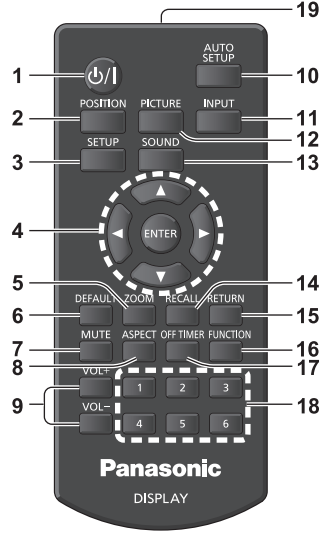 19
AUTO
SETUP
1
⏻/I
10
POSITION PICTURE INPUT
2
11
12
SETUP SOUND
3
13
4
ENTER
5
14
DEFAULT ZOOM RECALL RETURN
6
15
MUTE ASPECT OFF TIMER FUNCTION
7
16
8
17
VOL+
1 2 3
9
18
VOL−
4 5 6
Panasonic
DISPLAY